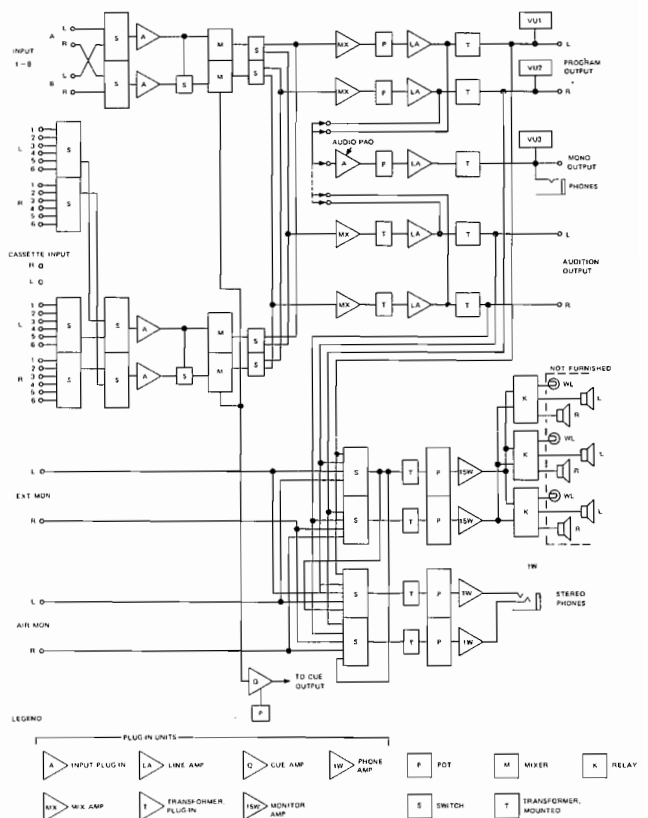 VU1
A L
R
INPUT
1-8
L
B R
S A M S MX P LA T L
PROGRAM
OUTPUT
VU2
S A S M S MX P LA T R
AUDIO PAD
VU3
A P LA T MONO
OUTPUT
PHONES
L 1 2 3 4 5 6 S
R 1 2 3 4 5 6 S
MX T LA T L
CASSETTE INPUT
R
L
AUDITION
OUTPUT
MX T LA T R
L 1 2 3 4 5 6 S S A M S
R 1 2 3 4 5 6 S S A S M S
NOT FURNISHED
K WL L
R
K WL L
R
K WL L
R
L
EXT MON
R
S T P 15W
S T P 15W
1W
L
AIR MON
R
S T P 1W
S T P 1W
STEREO
PHONES
Q TO CUE
OUTPUT
P
LEGEND
PLUG-IN UNITS
A INPUT PLUG-IN
LA LINE AMP
Q CUE AMP
1W PHONE
AMP
P POT
M MIXER
K RELAY
MX MIX AMP
T TRANSFORMER,
PLUG-IN
15W MONITOR
AMP
S SWITCH
T TRANSFORMER,
MOUNTED